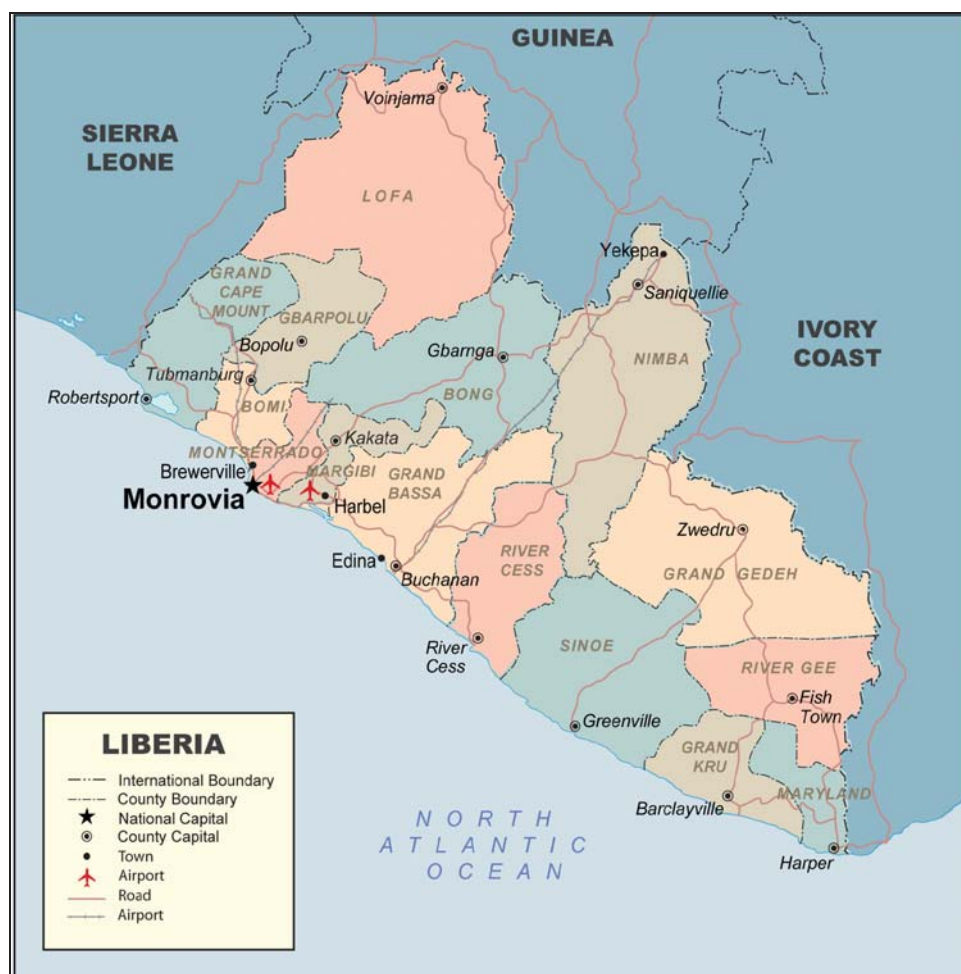 GUINEA
SIERRA
LEONE
Voinjama
LOFA
Yekepa
Saniquellie
GRAND
CAPE
MOUNT
GBARPOLU
Bopolu
IVORY
COAST
Gbarnga
NIMBA
Tubmanburg
BONG
Robertsport
BOMI
Kakata
MONTSERRADO
Brewerville
MARGIBI
GRAND
BASSA
Monrovia
Harbel
Zwedru
Edina
RIVER
CESS
Buchanan
GRAND GEDEH
River
Cess
SINOE
RIVER GEE
Fish
Town
Greenville
GRAND
KRU
MARYLAND
Barclayville
Harper
NORTH
ATLANTIC
OCEAN
LIBERIA
International Boundary
County Boundary
National Capital
County Capital
Town
Airport
Road
Airport